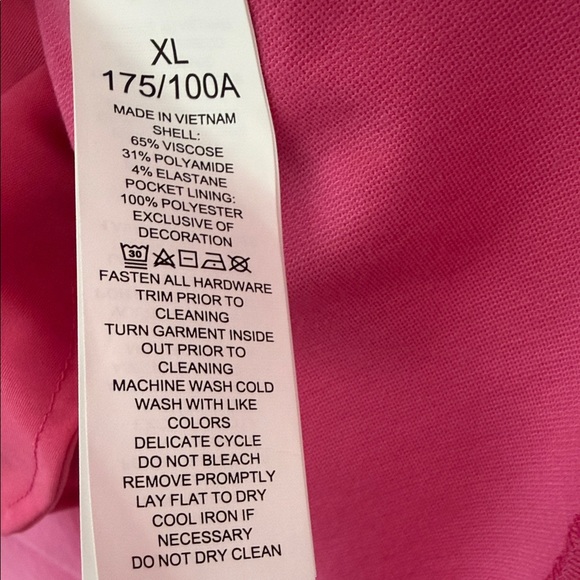 XL
175/100A
MADE IN VIETNAM
SHELL:
65% VISCOSE
31% POLYAMIDE
4% ELASTANE
POCKET LINING:
100% POLYESTER
EXCLUSIVE OF
DECORATION
30
FASTEN ALL HARDWARE
TRIM PRIOR TO
CLEANING
TURN GARMENT INSIDE
OUT PRIOR TO
CLEANING
MACHINE WASH COLD
WASH WITH LIKE
COLORS
DELICATE CYCLE
DO NOT BLEACH
REMOVE PROMPTLY
LAY FLAT TO DRY
COOL IRON IF
NECESSARY
DO NOT DRY CLEAN